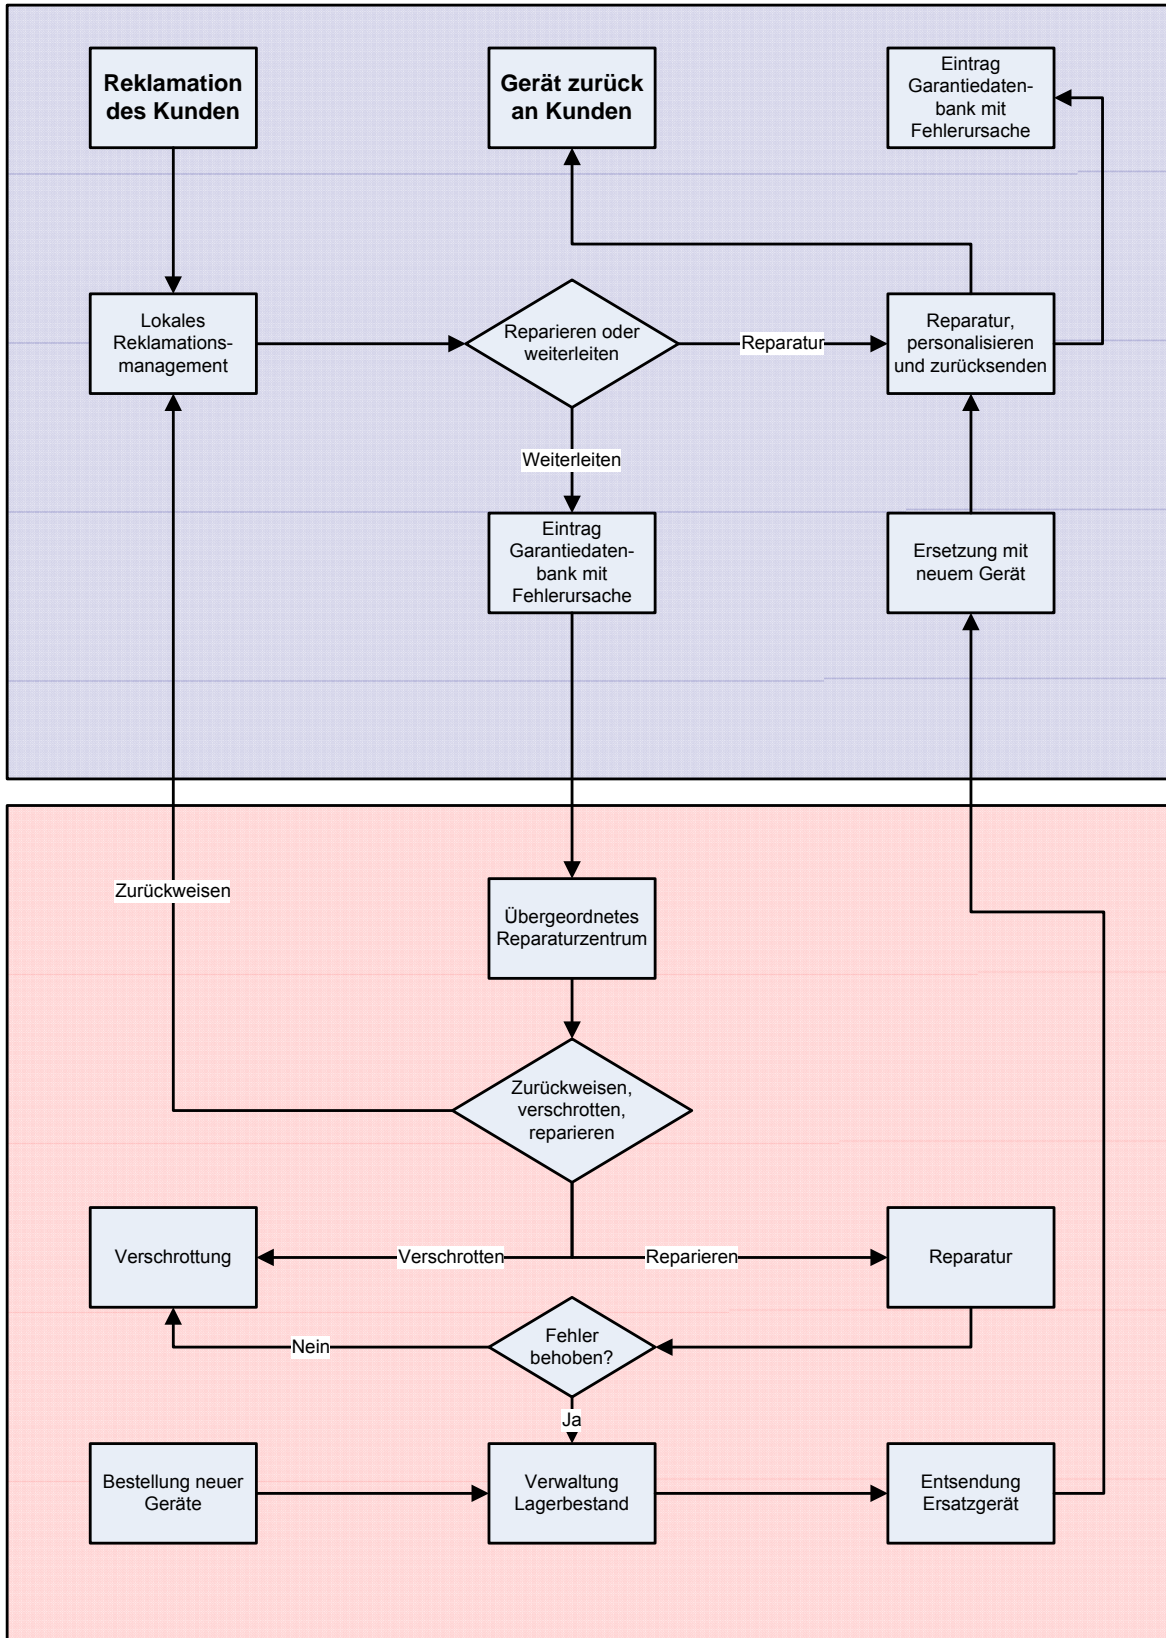 Reklamation
des Kunden
Gerät zurück
an Kunden
Eintrag
Garantiedaten-
bank mit
Fehlerursache
Lokales
Reklamations-
management
Reparieren oder
weiterleiten
Reparatur
Reparatur,
personalisieren
und zurücksenden
Weiterleiten
Eintrag
Garantiedaten-
bank mit
Fehlerursache
Ersetzung mit
neuem Gerät
Zurückweisen
Übergeordnetes
Reparaturzentrum
Zurückweisen,
verschrotten,
reparieren
Verschrottung
Verschrotten
Reparieren
Reparatur
Nein
Fehler
behoben?
Ja
Bestellung neuer
Geräte
Verwaltung
Lagerbestand
Entsendung
Ersatzgerät